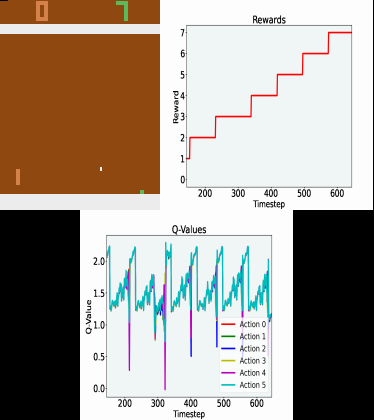 0 7
Rewards
7
6
5
4
3
2
1
0
Reward
200 300 400 500 600
Timestep
Q-Values
2.0
1.5
1.0
0.5
0.0
Q-Value
Action 0
Action 1
Action 2
Action 3
Action 4
Action 5
200 300 400 500 600
Timestep